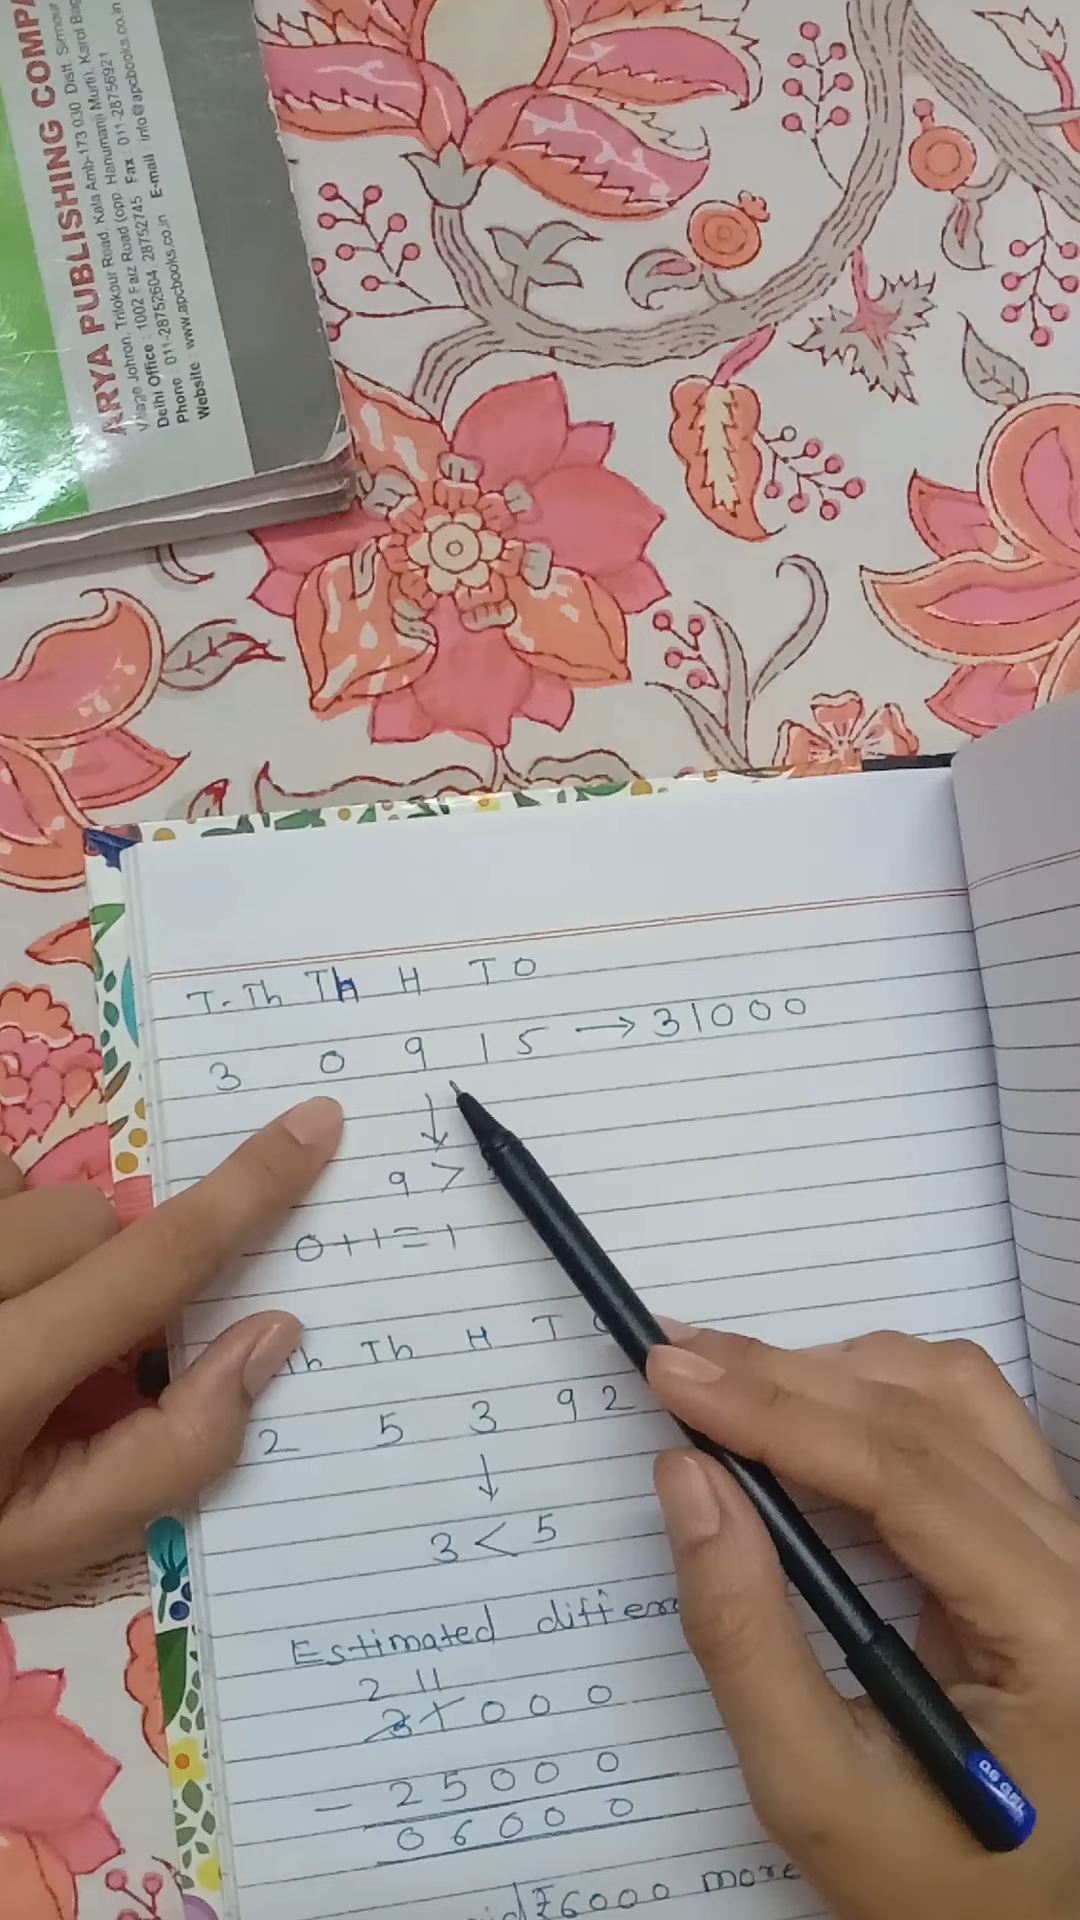 ARYA PUBLISHING COMPA
Village Johron, Trilokpur Road, Kala Amb-173 030 Distt. Sirmour
Delhi Office : 1002 Faiz Road (opp. Hanumanji Murti), Karol Bag
Phone : 011-28752604, 28752745 Fax : 011-28756921
Website : www.apcbooks.co.in E-mail : info@apcbooks.co.in
T-Th Th H T O
3 0 9 1 5 → 31000
↓
9 >
0+1=1
Th H T
2 5 3 9 2
↓
3 < 5
Estimated
2 11
31000
- 25000
06000
₹6000 more